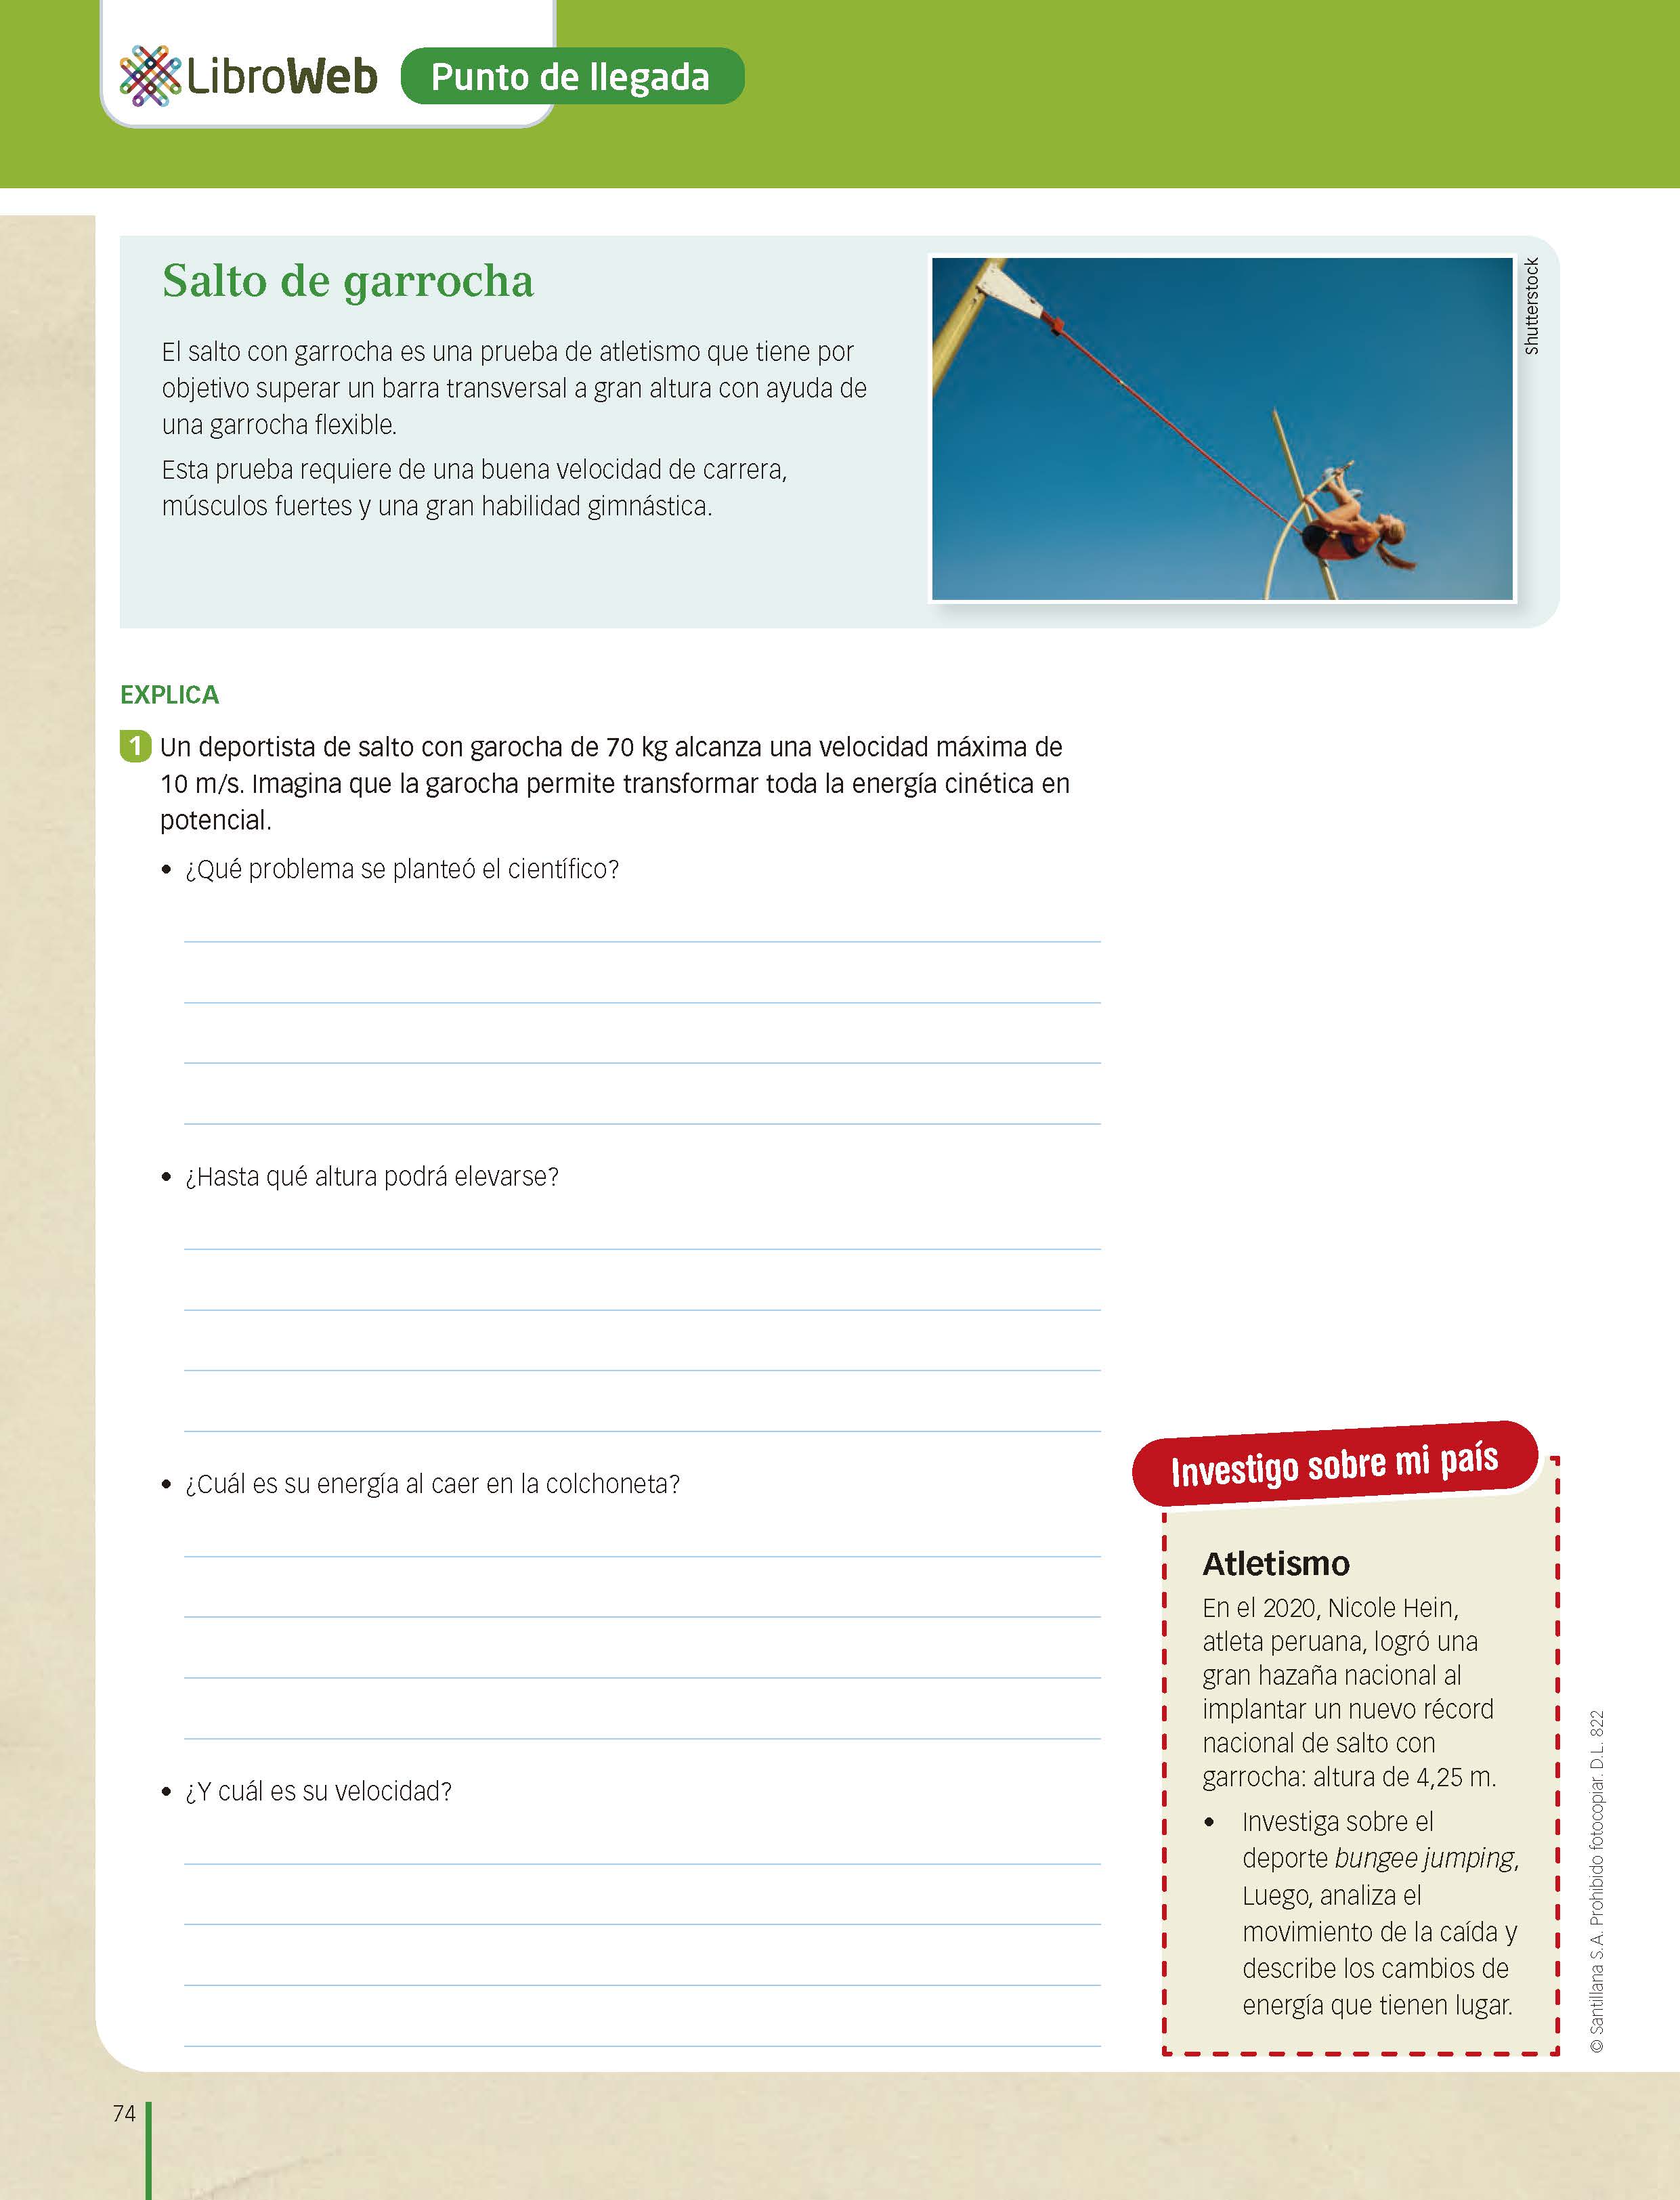 LibroWeb
Punto de llegada
Salto de garrocha
El salto con garrocha es una prueba de atletismo que tiene por
objetivo superar un barra transversal a gran altura con ayuda de
una garrocha flexible.
Esta prueba requiere de una buena velocidad de carrera,
músculos fuertes y una gran habilidad gimnástica.
Shutterstock
EXPLICA
1 Un deportista de salto con garocha de 70 kg alcanza una velocidad máxima de
10 m/s. Imagina que la garocha permite transformar toda la energía cinética en
potencial.
• ¿Qué problema se planteó el científico?
• ¿Hasta qué altura podrá elevarse?
• ¿Cuál es su energía al caer en la colchoneta?
• ¿Y cuál es su velocidad?
Investigo sobre mi país
Atletismo
En el 2020, Nicole Hein,
atleta peruana, logró una
gran hazaña nacional al
implantar un nuevo récord
nacional de salto con
garrocha: altura de 4,25 m.
• Investiga sobre el
deporte bungee jumping,
Luego, analiza el
movimiento de la caída y
describe los cambios de
energía que tienen lugar.
© Santillana S.A. Prohibido fotocopiar. D.L. 822
74